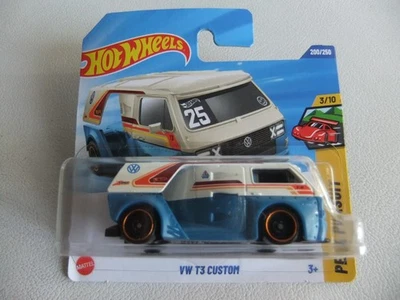 Hot Wheels
200/250
3/10
25
VW T3 CUSTOM
MATTEL
3+